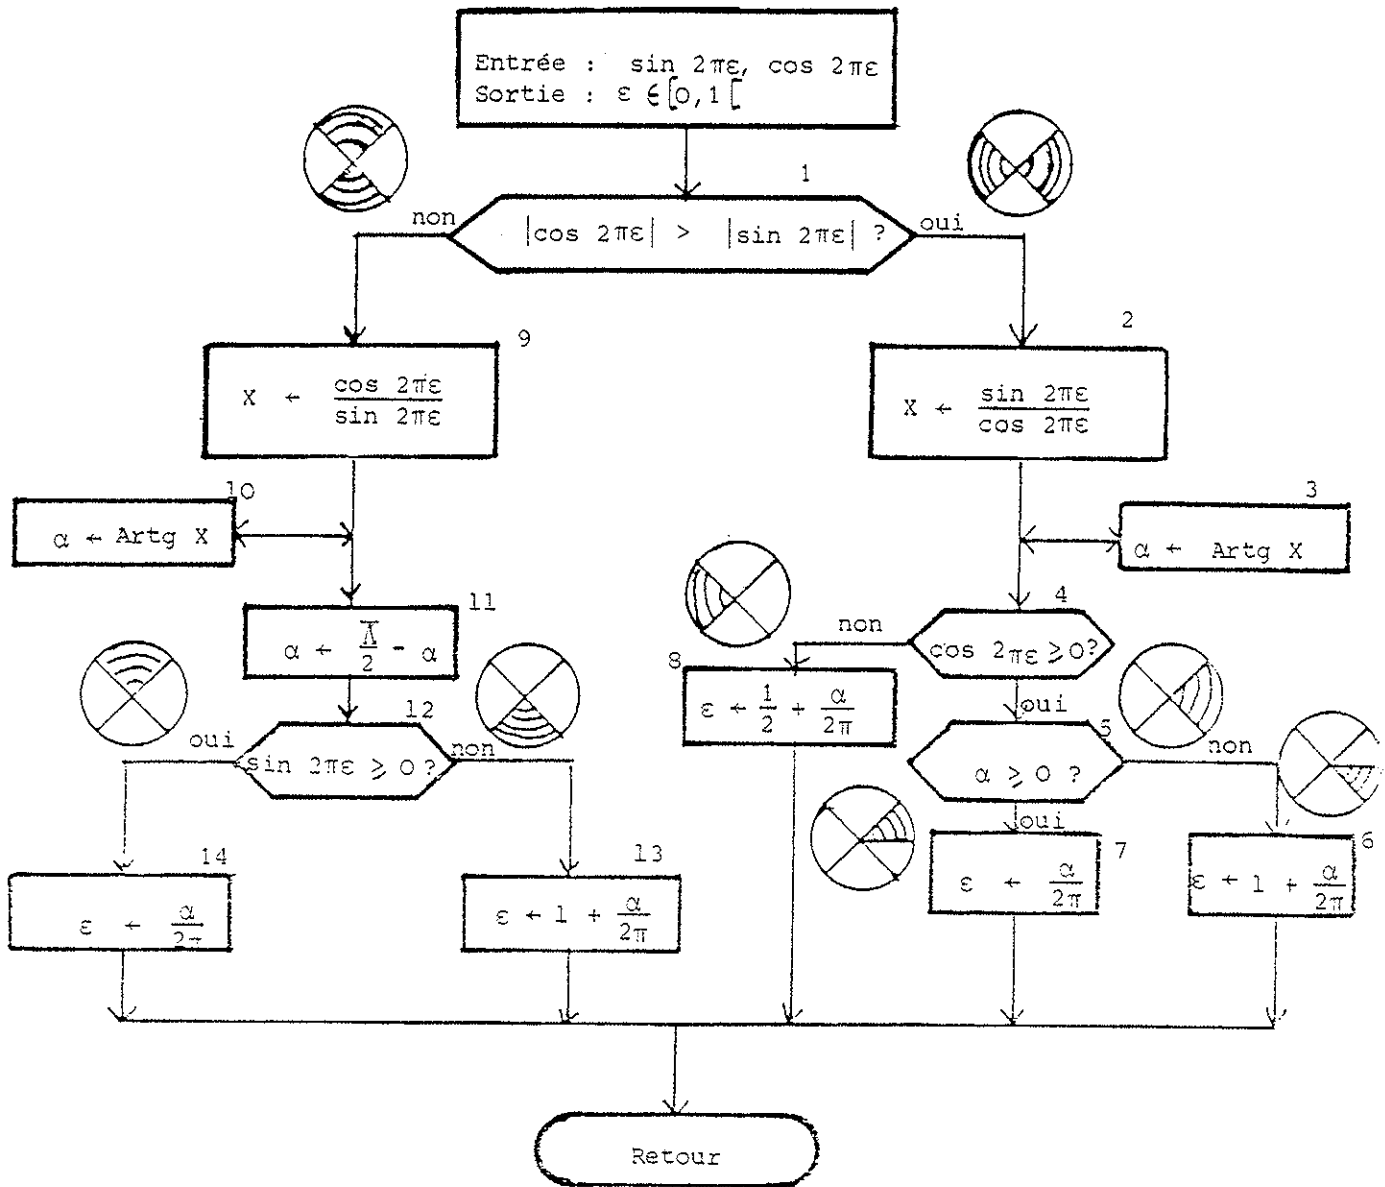 Entrée : sin 2πε, cos 2πε
Sortie : ε ∈ [0,1[
1
non
|cos 2πε| > |sin 2πε| ?
oui
9
X ← cos 2πε / sin 2πε
2
X ← sin 2πε / cos 2πε
10
α ← Artg X
3
α ← Artg X
11
α ← π/2 - α
4
non
cos 2πε ≥ 0?
oui
8
ε ← 1/2 + α/2π
12
oui
sin 2πε ≥ 0?
non
5
α ≥ 0 ?
non
oui
14
ε ← α/2π
13
ε ← 1 + α/2π
7
ε ← α/2π
6
ε ← 1 + α/2π
Retour